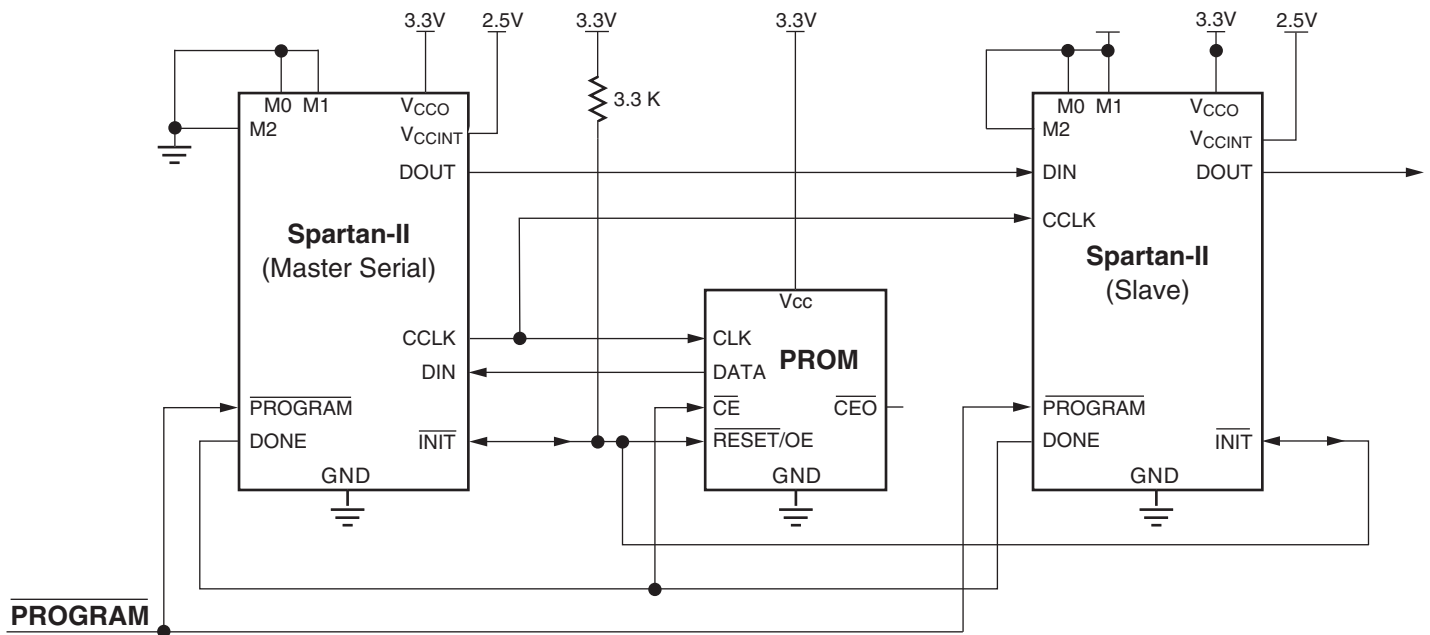 3.3V 2.5V 3.3V 3.3V 3.3V 2.5V
3.3 K
M0 M1 VCCO
M2
VCCINT
DOUT
Spartan-II
(Master Serial)
CCLK
DIN
PROGRAM
DONE
INIT
GND
Vcc
CLK
PROM
DATA
CE
CEO
RESET/OE
GND
M0 M1 VCCO
M2
VCCINT
DIN
DOUT
CCLK
Spartan-II
(Slave)
PROGRAM
DONE
INIT
GND
PROGRAM